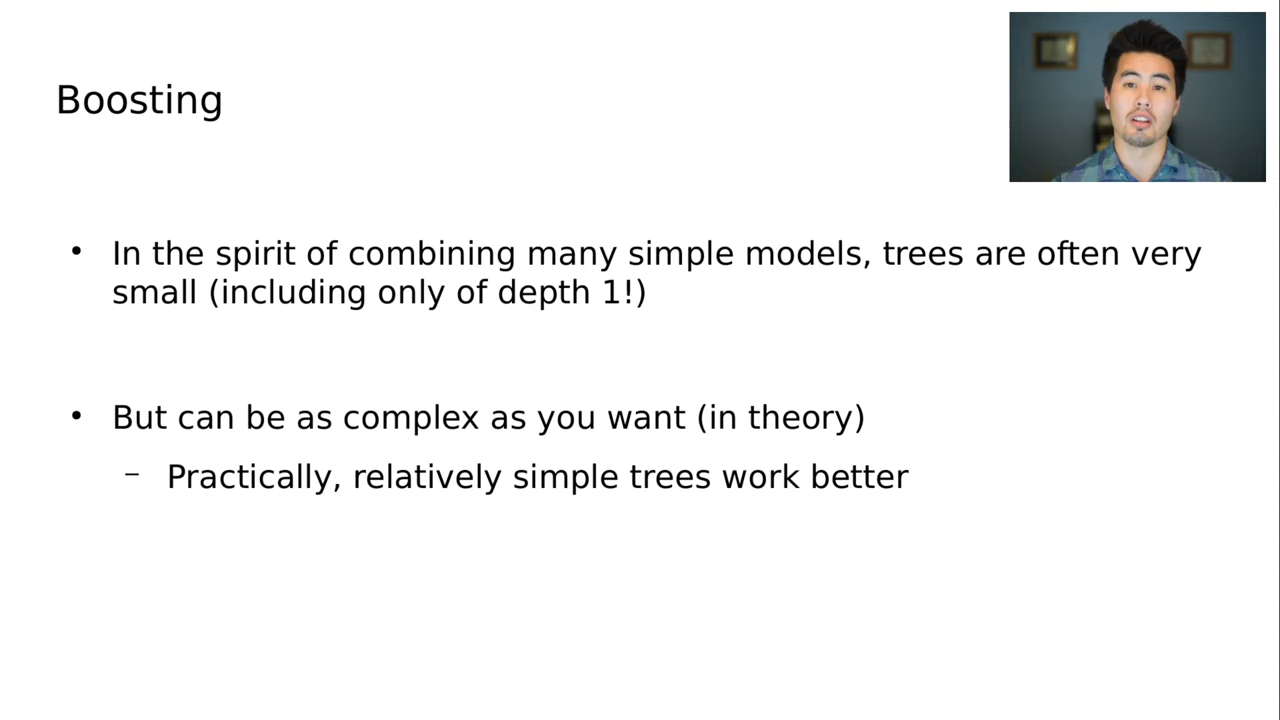 Boosting
• In the spirit of combining many simple models, trees are often very
small (including only of depth 1!)
• But can be as complex as you want (in theory)
– Practically, relatively simple trees work better